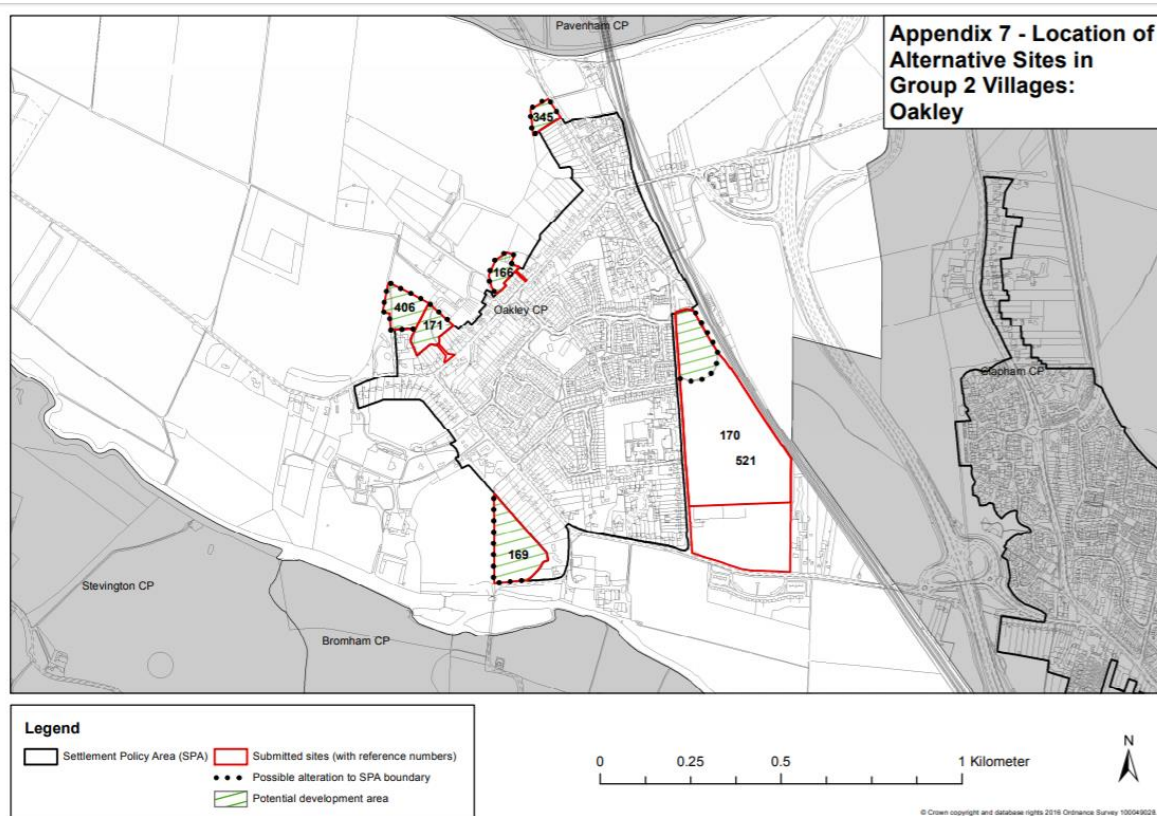 Pavenham CP
Appendix 7 - Location of
Alternative Sites in
Group 2 Villages:
Oakley
345
166
Oakley CP
406
171
Clapham CP
170
521
169
Stevington CP
Bromham CP
Legend
Settlement Policy Area (SPA)
Submitted sites (with reference numbers)
Possible alteration to SPA boundary
Potential development area
0 0.25 0.5 1 Kilometer
N
© Crown copyright and database rights 2016 Ordnance Survey 100049028.